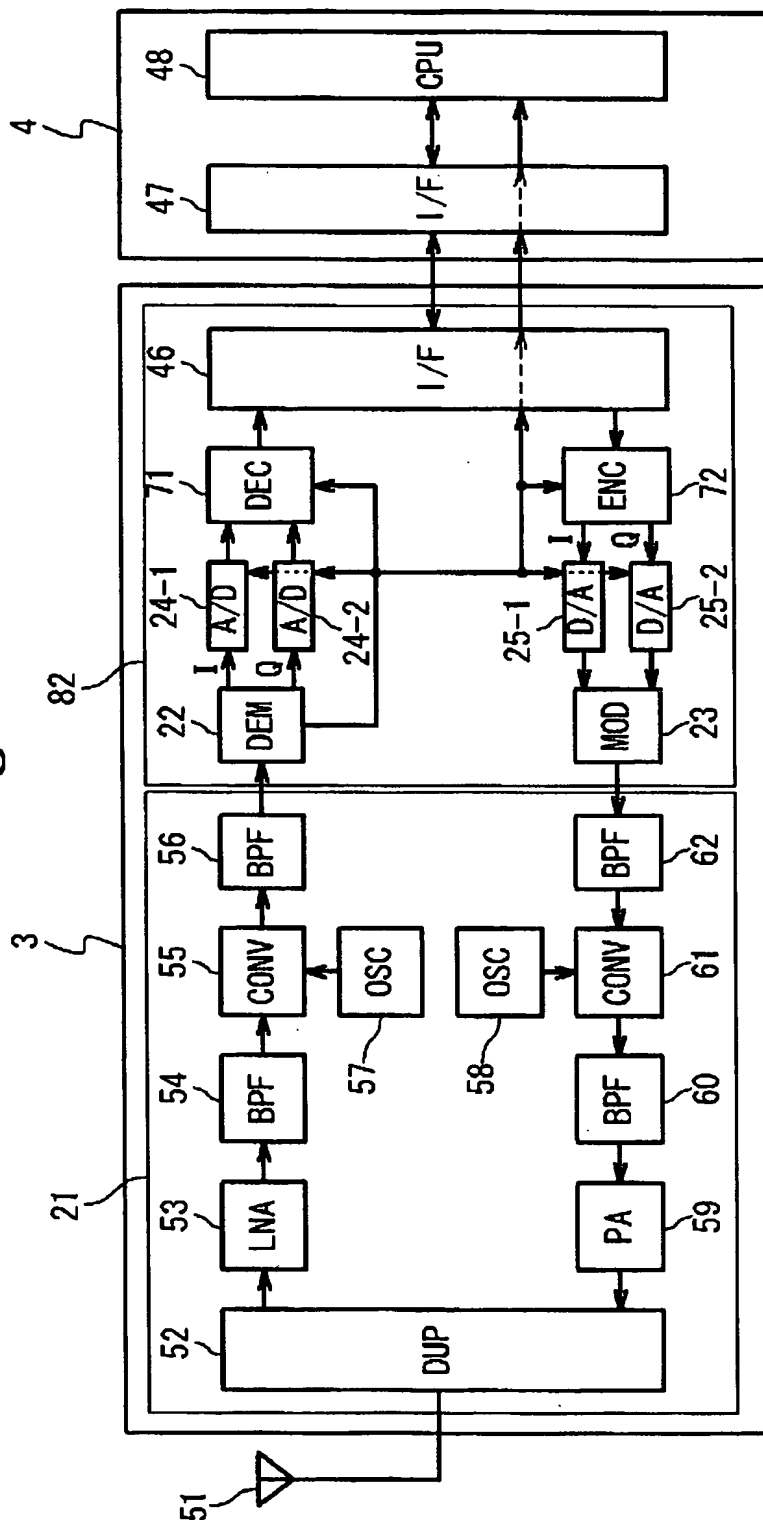 3
4
21
82
51
52
DUP
53
LNA
54
BPF
55
CONV
56
BPF
57
OSC
58
OSC
22
DEM
I
Q
24-1
A/D
A/D
24-2
71
DEC
46
I/F
47
I/F
48
CPU
PA
59
BPF
60
CONV
61
BPF
62
MOD
23
25-1
D/A
D/A
25-2
I
Q
ENC
72